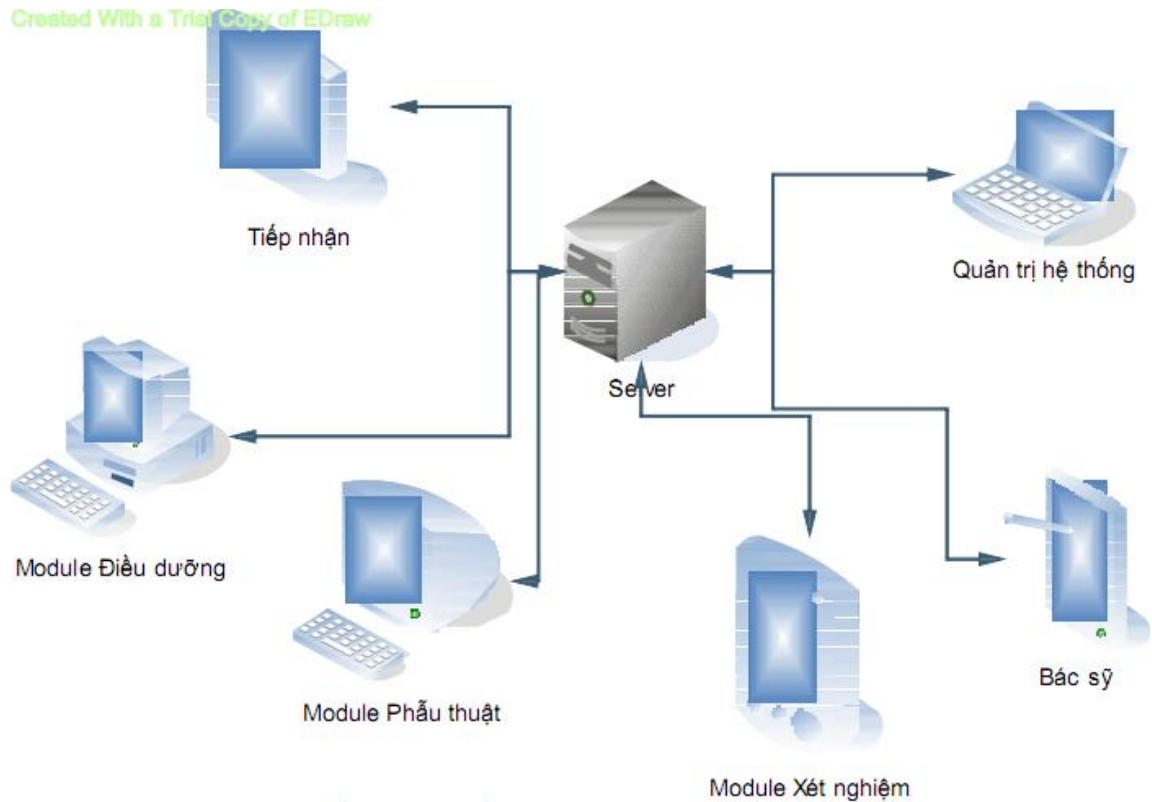 Created With a Trial Copy of EDraw
Tiếp nhận
Quản trị hệ thống
Server
Module Điều dưỡng
Bác sỹ
Module Phẫu thuật
Module Xét nghiệm